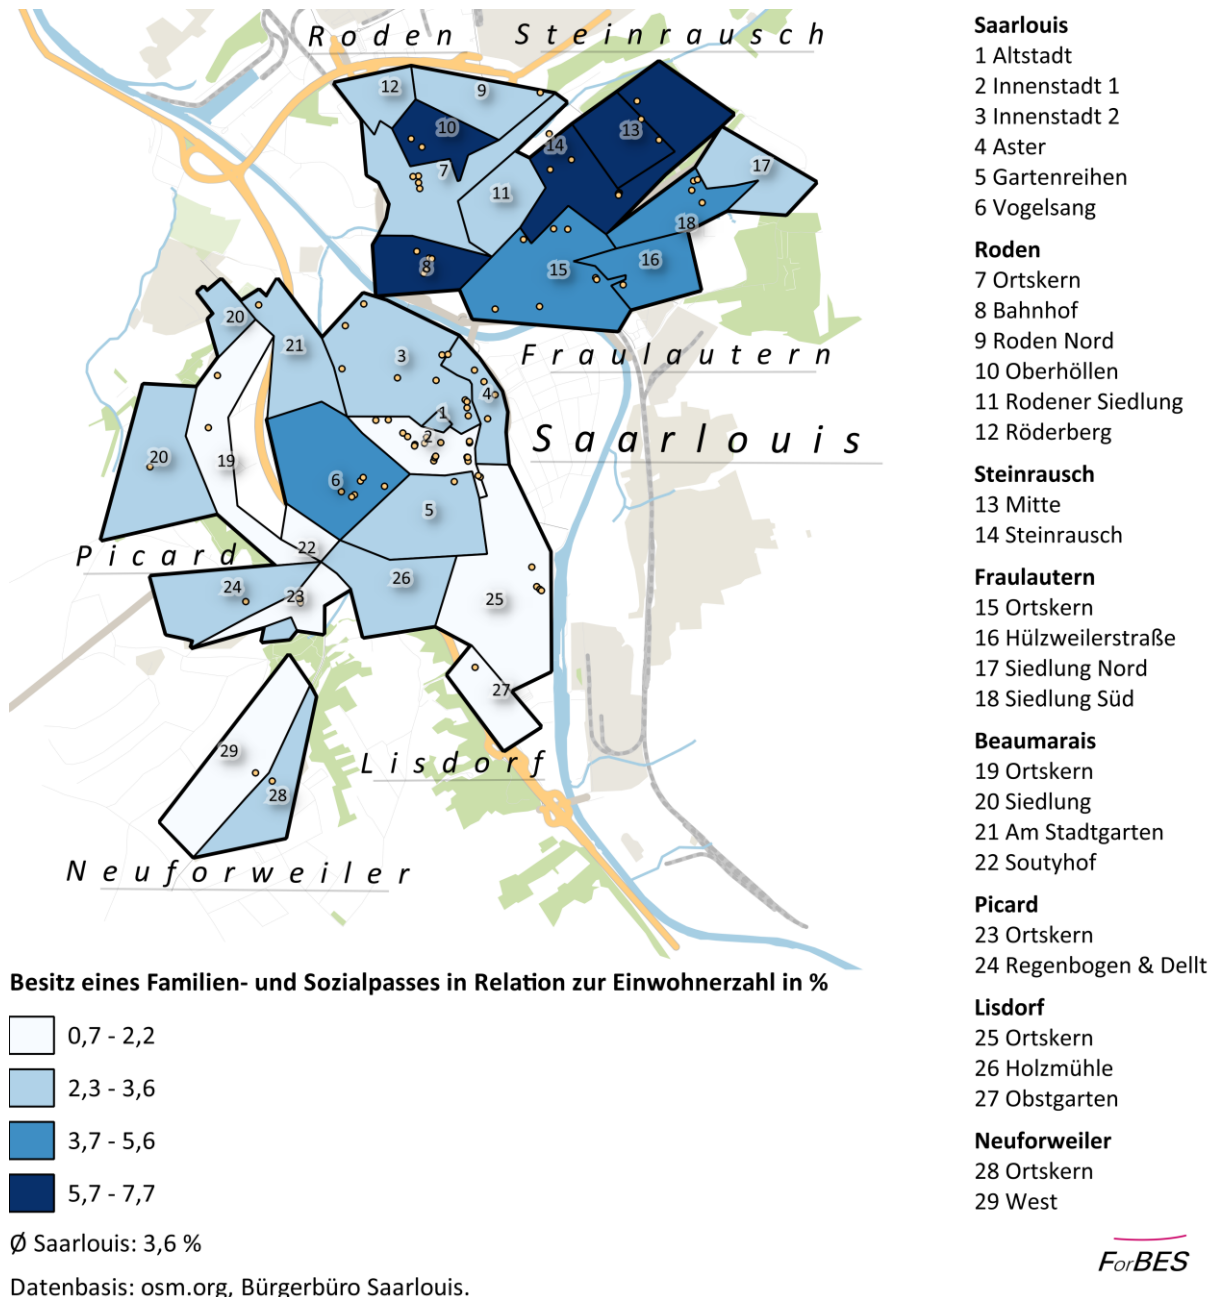 Roden
Steinrausch
12
9
10
13
14
7
11
17
18
8
15
16
20
21
3
Fraulautern
4
1
2
Saarlouis
20
19
6
5
22
Picard
24
23
26
25
27
29
28
Lisdorf
Neuforweiler
Besitz eines Familien- und Sozialpasses in Relation zur Einwohnerzahl in %
0,7 - 2,2
2,3 - 3,6
3,7 - 5,6
5,7 - 7,7
Ø Saarlouis: 3,6 %
Datenbasis: osm.org, Bürgerbüro Saarlouis.
Saarlouis
1 Altstadt
2 Innenstadt 1
3 Innenstadt 2
4 Aster
5 Gartenreihen
6 Vogelsang
Roden
7 Ortskern
8 Bahnhof
9 Roden Nord
10 Oberhöllen
11 Rodener Siedlung
12 Röderberg
Steinrausch
13 Mitte
14 Steinrausch
Fraulautern
15 Ortskern
16 Hülzweilerstraße
17 Siedlung Nord
18 Siedlung Süd
Beaumarais
19 Ortskern
20 Siedlung
21 Am Stadtgarten
22 Soutyhof
Picard
23 Ortskern
24 Regenbogen & Dellt
Lisdorf
25 Ortskern
26 Holzmühle
27 Obstgarten
Neuforweiler
28 Ortskern
29 West
ForBES